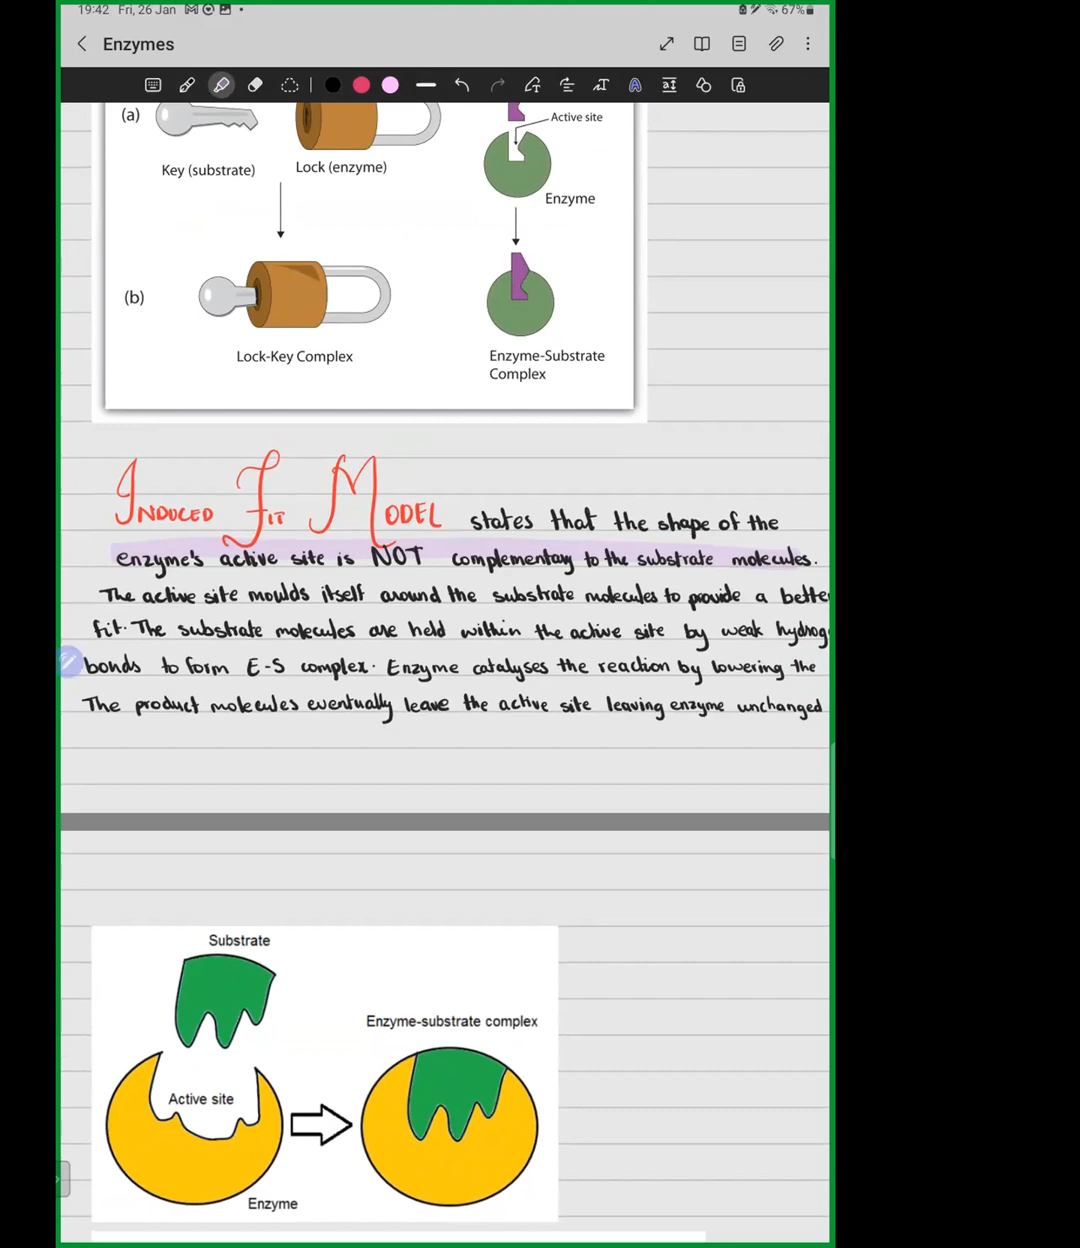 19:42 Fri, 26 Jan
67%
Enzymes
(a)
Active site
Key (substrate)
Lock (enzyme)
Enzyme
(b)
Lock-Key Complex
Enzyme-Substrate
Complex
INDUCED FIT MODEL states that the shape of the
enzyme's active site is NOT complementary to the substrate molecules.
The active site moulds itself around the substrate molecules to provide a bette
fit. The substrate molecules are held within the active site by weak hydrog
bonds to form E-S complex. Enzyme catalyses the reaction by lowering the
The product molecules eventually leave the active site leaving enzyme unchanged
Substrate
Enzyme-substrate complex
Active site
Enzyme